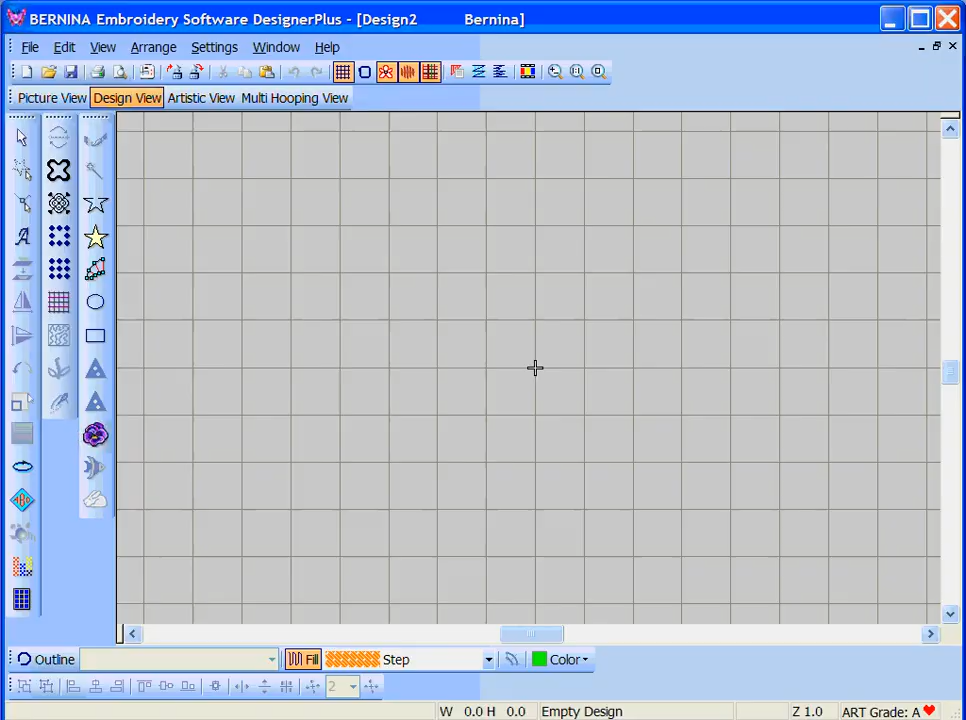 BERNINA Embroidery Software DesignerPlus - [Design2 Bernina]
File Edit View Arrange Settings Window Help
Picture View Design View Artistic View Multi Hooping View
A
ABD
Outline Fill Step Color
2
W 0.0 H 0.0 Empty Design Z 1.0 ART Grade: A